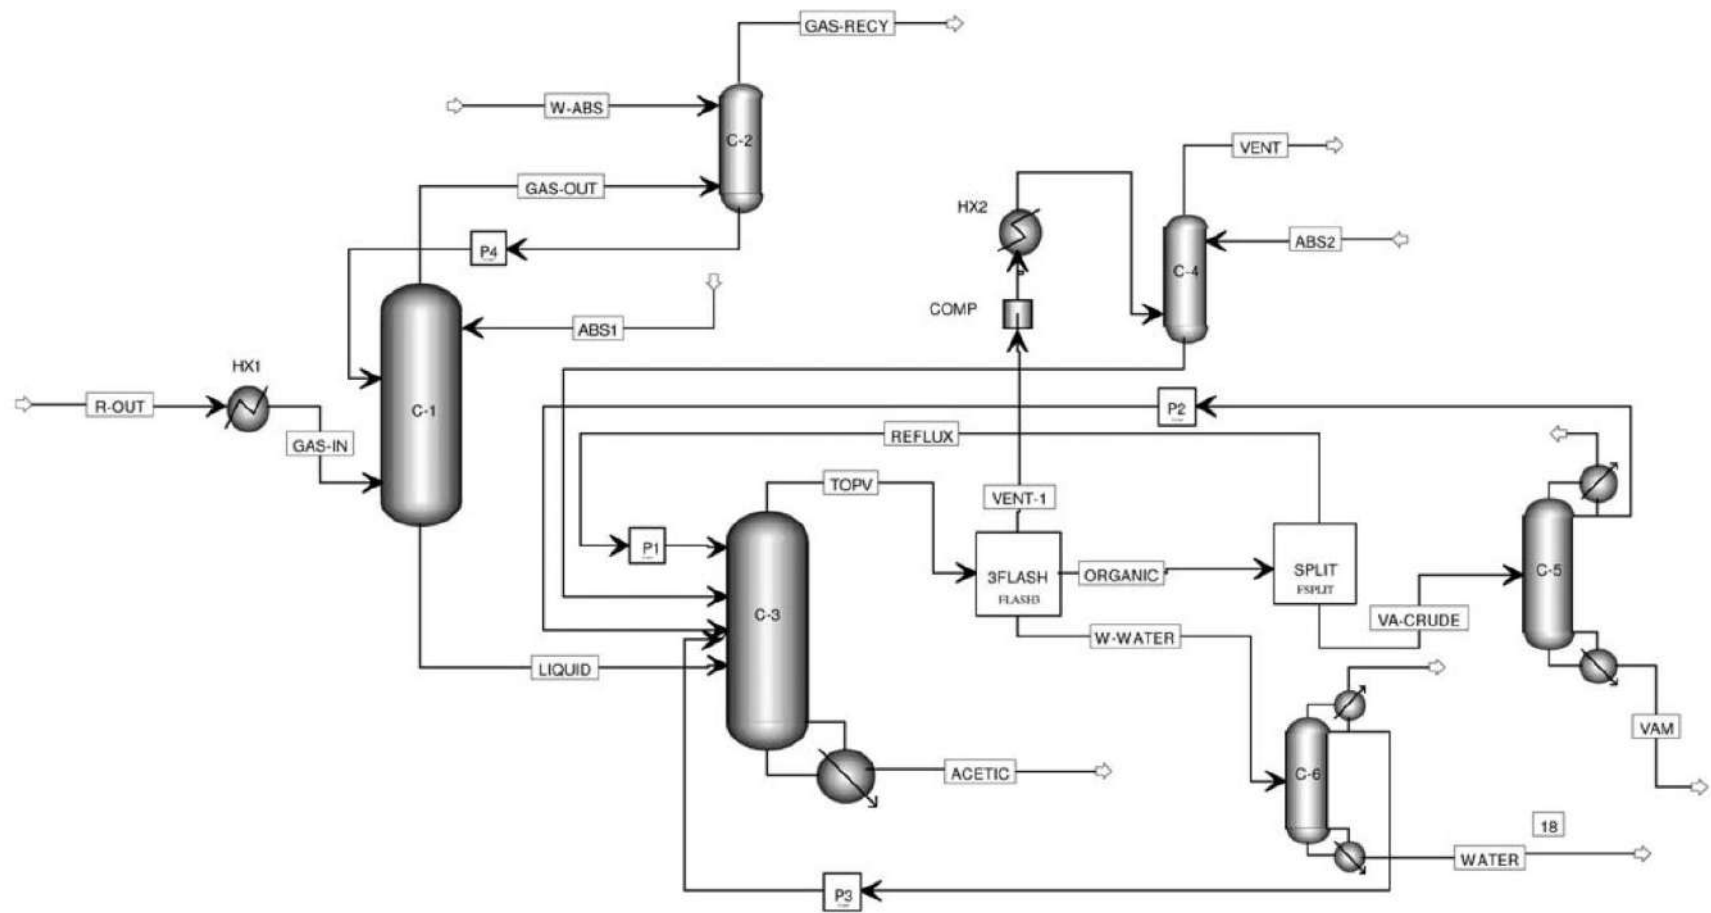 GAS-RECY
W-ABS
C-2
VENT
GAS-OUT
HX2
ABS2
P4
C-4
COMP
ABS1
HX1
R-OUT
C-1
P2
GAS-IN
REFLUX
TOPV
VENT-1
P1
3FLASH
FLASH3
ORGANIC
SPLIT
FSPLIT
C-5
C-3
VA-CRUDE
W-WATER
LIQUID
VAM
ACETIC
C-6
18
WATER
P3